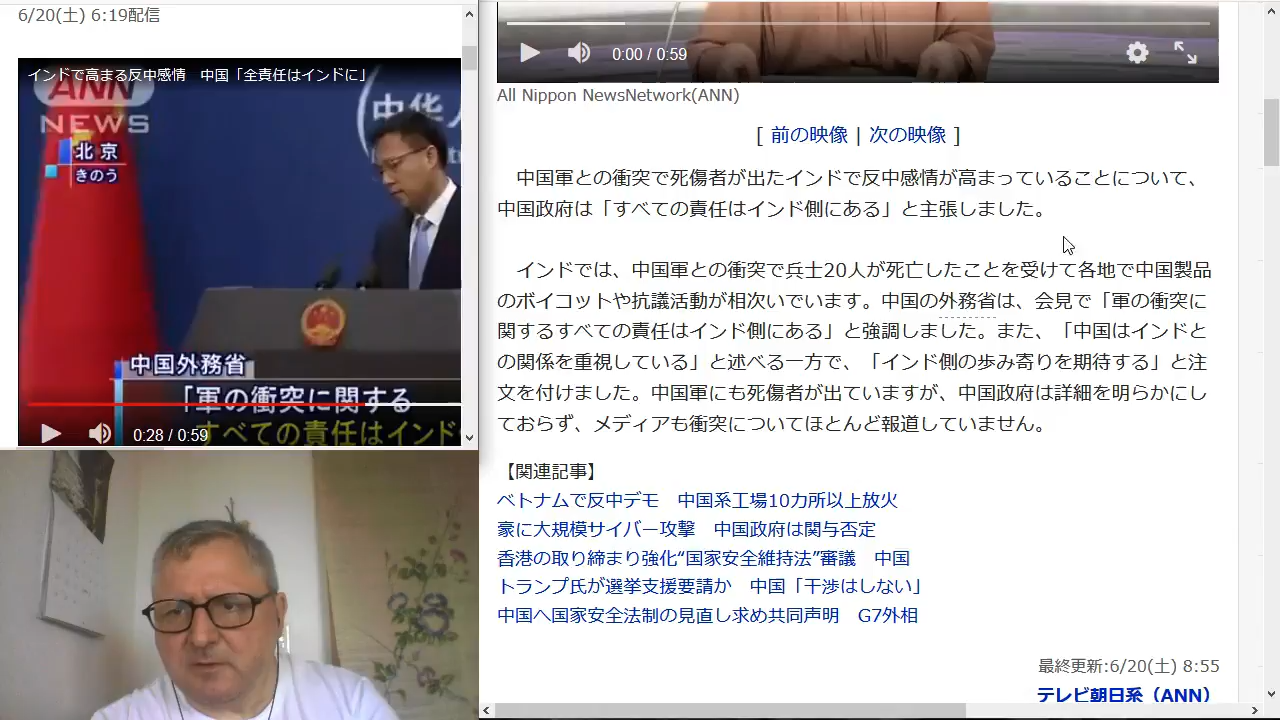 6/20(土) 6:19配信
インドで高まる反中感情　中国「全責任はインドに」
ANN
NEWS
中华人
北京
きのう
中国外務省
「軍の衝突に関する
すべての責任はインド
0:28 / 0:59
0:00 / 0:59
All Nippon NewsNetwork(ANN)
[ 前の映像 | 次の映像 ]
中国軍との衝突で死傷者が出たインドで反中感情が高まっていることについて、
中国政府は「すべての責任はインド側にある」と主張しました。
インドでは、中国軍との衝突で兵士20人が死亡したことを受けて各地で中国製品
のボイコットや抗議活動が相次いでいます。中国の外務省は、会見で「軍の衝突に
関するすべての責任はインド側にある」と強調しました。また、「中国はインドと
の関係を重視している」と述べる一方で、「インド側の歩み寄りを期待する」と注
文を付けました。中国軍にも死傷者が出ていますが、中国政府は詳細を明らかにし
ておらず、メディアも衝突についてほとんど報道していません。
【関連記事】
ベトナムで反中デモ　中国系工場10カ所以上放火
豪に大規模サイバー攻撃　中国政府は関与否定
香港の取り締まり強化“国家安全維持法”審議　中国
トランプ氏が選挙支援要請か　中国「干渉はしない」
中国へ国家安全法制の見直し求め共同声明　G7外相
最終更新:6/20(土) 8:55
テレビ朝日系（ANN）